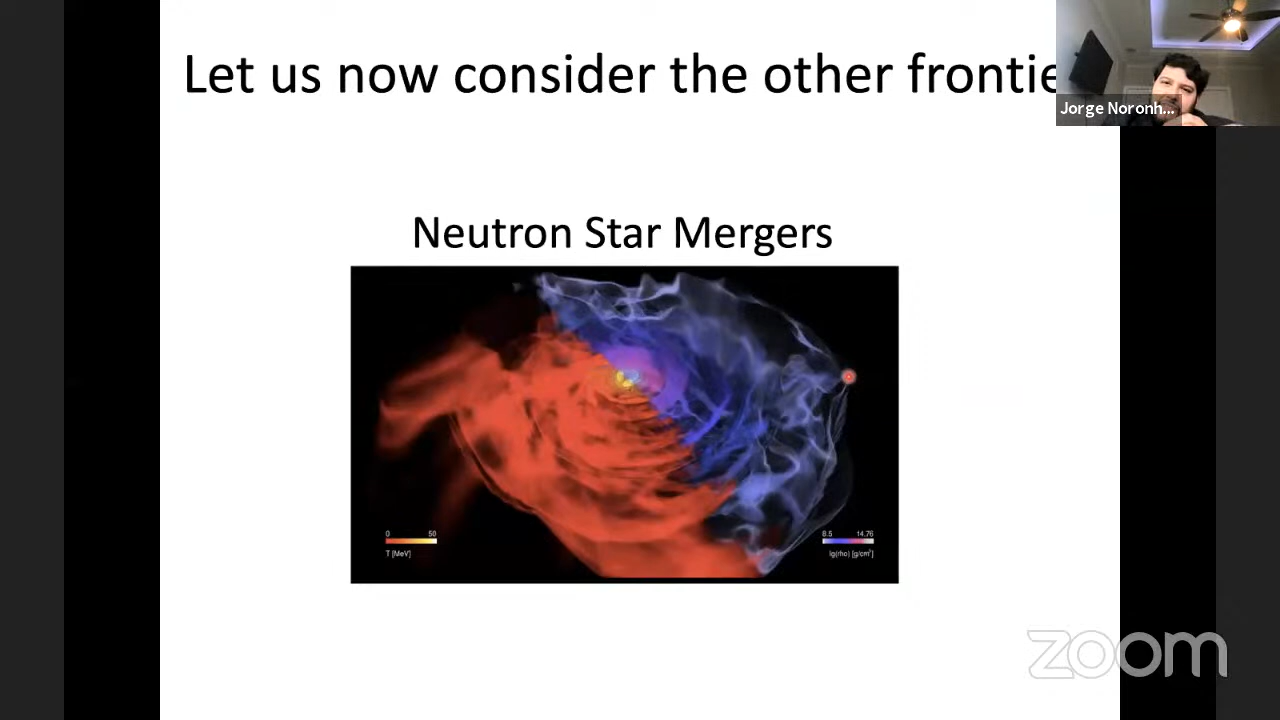 Let us now consider the other frontie
Jorge Noronh...
Neutron Star Mergers
0 50
T [MeV]
8.5 14.76
lg(rho) [g/cm³]
zoom